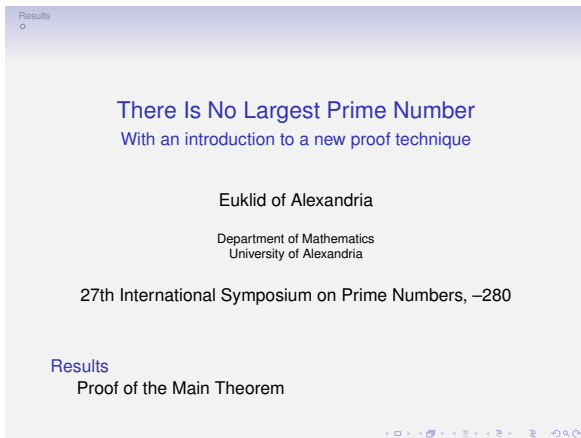 Results
There Is No Largest Prime Number
With an introduction to a new proof technique
Euklid of Alexandria
Department of Mathematics
University of Alexandria
27th International Symposium on Prime Numbers, –280
Results
Proof of the Main Theorem